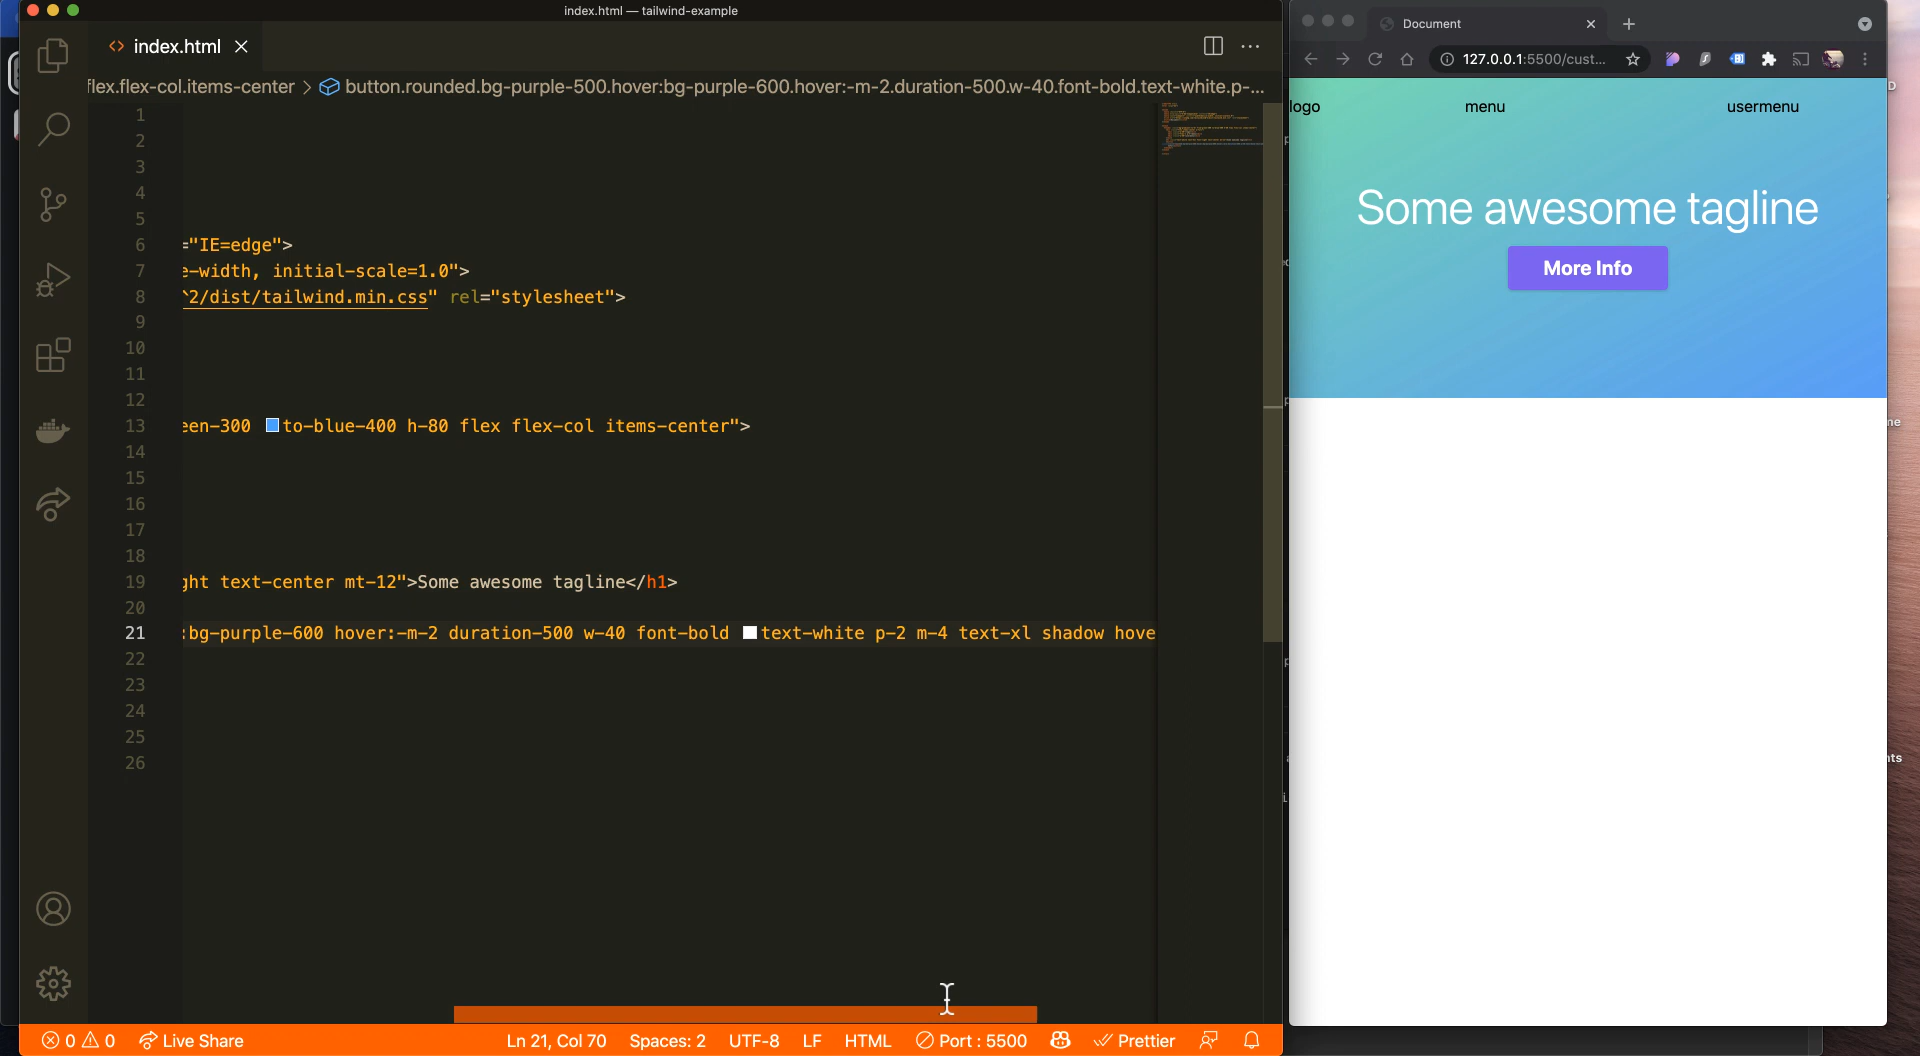 index.html — tailwind-example
index.html
flex.flex-col.items-center > button.rounded.bg-purple-500.hover:bg-purple-600.hover:-m-2.duration-500.w-40.font-bold.text-white.p-...
1
2
3
4
5
6 ="IE=edge">
7 e-width, initial-scale=1.0">
8 ^2/dist/tailwind.min.css" rel="stylesheet">
9
10
11
12
13 een-300 to-blue-400 h-80 flex flex-col items-center">
14
15
16
17
18
19 ght text-center mt-12">Some awesome tagline</h1>
20
21 :bg-purple-600 hover:-m-2 duration-500 w-40 font-bold text-white p-2 m-4 text-xl shadow hove
22
23
24
25
26
0 0 Live Share Ln 21, Col 70 Spaces: 2 UTF-8 LF HTML Port : 5500 Prettier
Document
127.0.0.1:5500/cust...
logo menu usermenu
Some awesome tagline
More Info